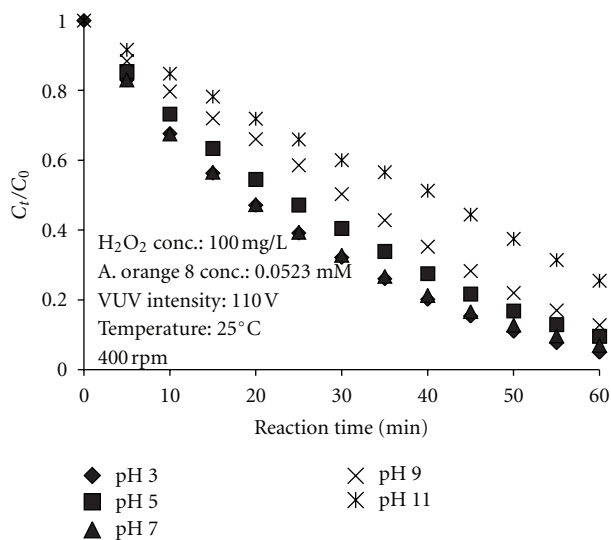 1
0.8
0.6
0.4
0.2
0
Cₜ/C₀
H₂O₂ conc.: 100 mg/L
A. orange 8 conc.: 0.0523 mM
VUV intensity: 110 V
Temperature: 25°C
400 rpm
0 10 20 30 40 50 60
Reaction time (min)
pH 3
pH 5
pH 7
pH 9
pH 11